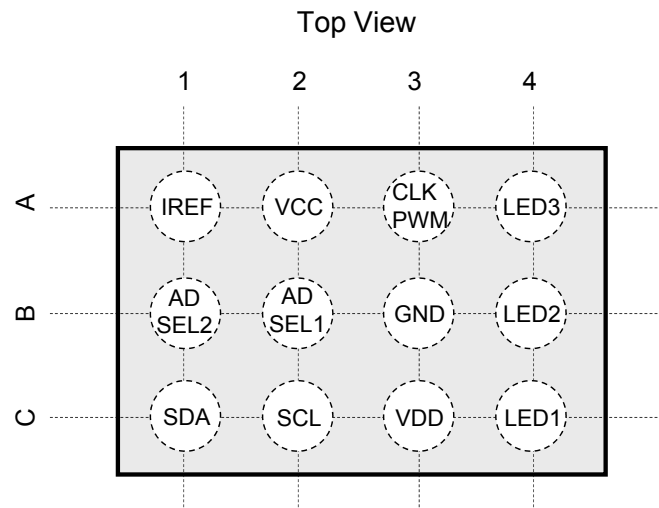 Top View
1 2 3 4
A IREF VCC CLK PWM LED3
B AD SEL2 AD SEL1 GND LED2
C SDA SCL VDD LED1